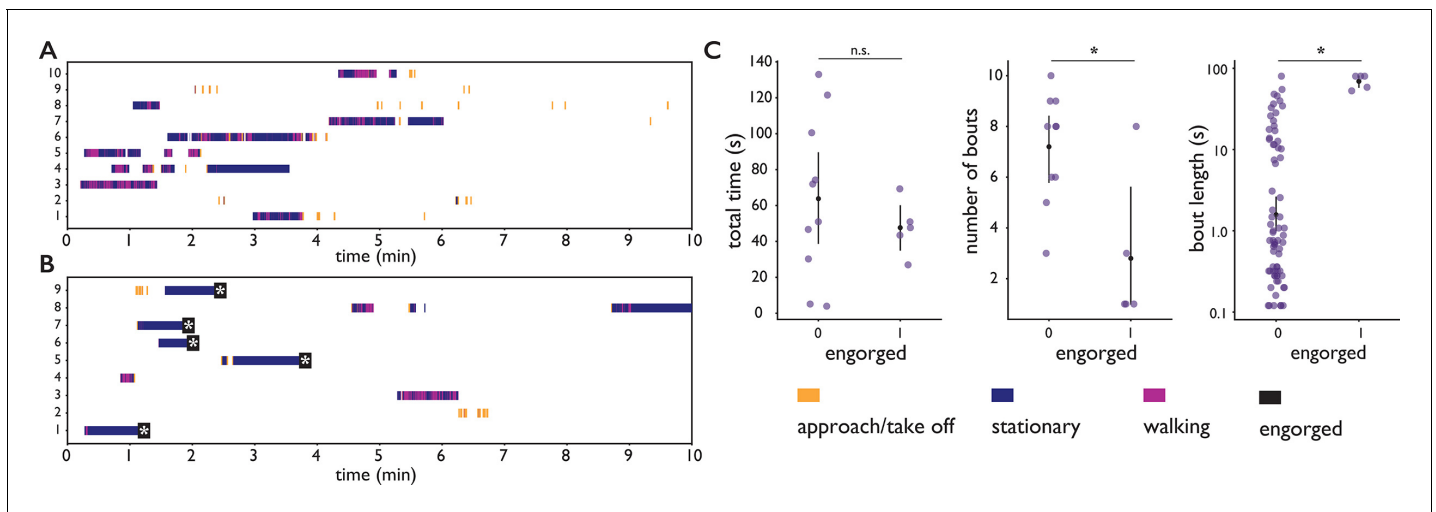 A
10
9
8
7
6
5
4
3
2
1
0 1 2 3 4 5 6 7 8 9 10
time (min)
B
9
8
7
6
5
4
3
2
1
* * * * *
0 1 2 3 4 5 6 7 8 9 10
time (min)
C
n.s.
140
120
100
80
60
40
20
0
total time (s)
0 1
engorged
*
10
8
6
4
2
number of bouts
0 1
engorged
*
100
10
1.0
0.1
bout length (s)
0 1
engorged
approach/take off
stationary
walking
engorged